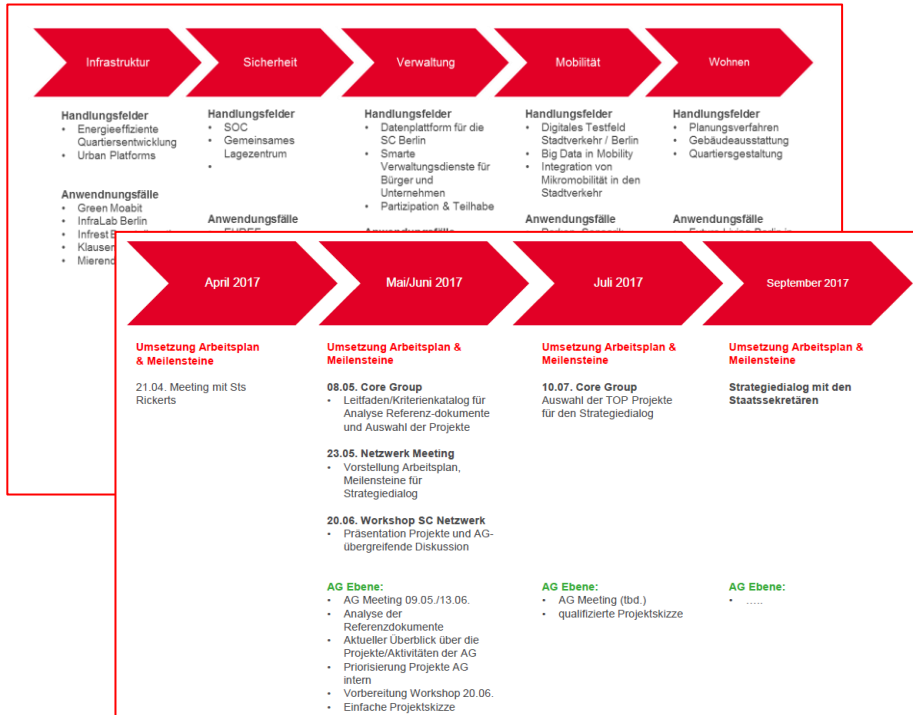 Infrastruktur
Sicherheit
Verwaltung
Mobilität
Wohnen
Handlungsfelder
• Energieeffiziente
Quartiersentwicklung
• Urban Platforms
Anwendnungsfälle
• Green Moabit
• InfraLab Berlin
• Infrest
• Klausen
• Mierend
Handlungsfelder
• SOC
• Gemeinsames
Lagezentrum
•
Anwendungsfälle
Handlungsfelder
• Datenplattform für die
SC Berlin
• Smarte
Verwaltungsdienste für
Bürger und
Unternehmen
• Partizipation & Teilhabe
Handlungsfelder
• Digitales Testfeld
Stadtverkehr / Berlin
• Big Data in Mobility
• Integration von
Mikromobilität in den
Stadtverkehr
Anwendungsfälle
Handlungsfelder
• Planungsverfahren
• Gebäudeausstattung
• Quartiersgestaltung
Anwendungsfälle
April 2017
Mai/Juni 2017
Juli 2017
September 2017
Umsetzung Arbeitsplan
& Meilensteine
21.04. Meeting mit Sts
Rickerts
Umsetzung Arbeitsplan &
Meilensteine
08.05. Core Group
• Leitfaden/Kriterienkatalog für
Analyse Referenz-dokumente
und Auswahl der Projekte
23.05. Netzwerk Meeting
• Vorstellung Arbeitsplan,
Meilensteine für
Strategiedialog
20.06. Workshop SC Netzwerk
• Präsentation Projekte und AG-
übergreifende Diskussion
AG Ebene:
• AG Meeting 09.05./13.06.
• Analyse der
Referenzdokumente
• Aktueller Überblick über die
Projekte/Aktivitäten der AG
• Priorisierung Projekte AG
intern
• Vorbereitung Workshop 20.06.
• Einfache Projektskizze
Umsetzung Arbeitsplan &
Meilensteine
10.07. Core Group
Auswahl der TOP Projekte
für den Strategiedialog
AG Ebene:
• AG Meeting (tbd.)
• qualifizierte Projektskizze
Umsetzung Arbeitsplan &
Meilensteine
Strategiedialog mit den
Staatssekretären
AG Ebene:
• .....